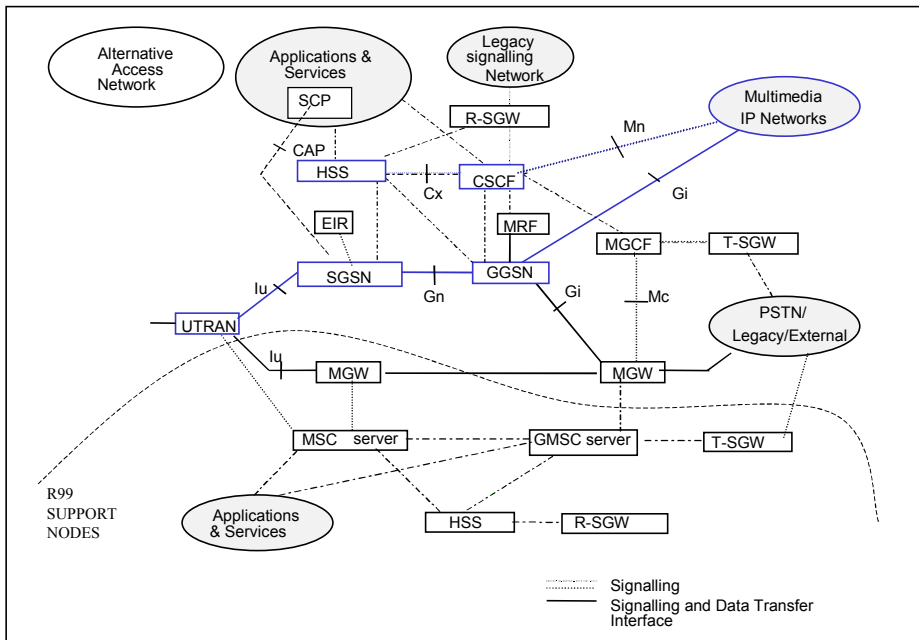 Alternative
Access
Network
Applications &
Services
SCP
Legacy
signalling
Network
R-SGW
Multimedia
IP Networks
Mn
CAP
HSS
Cx
CSCF
Gi
EIR
MRF
MGCF
T-SGW
SGSN
Gn
GGSN
Iu
Gi
Mc
PSTN/
Legacy/External
UTRAN
Iu
MGW
MGW
MSC server
GMSC server
T-SGW
R99
SUPPORT
NODES
Applications
& Services
HSS
R-SGW
Signalling
Signalling and Data Transfer
Interface